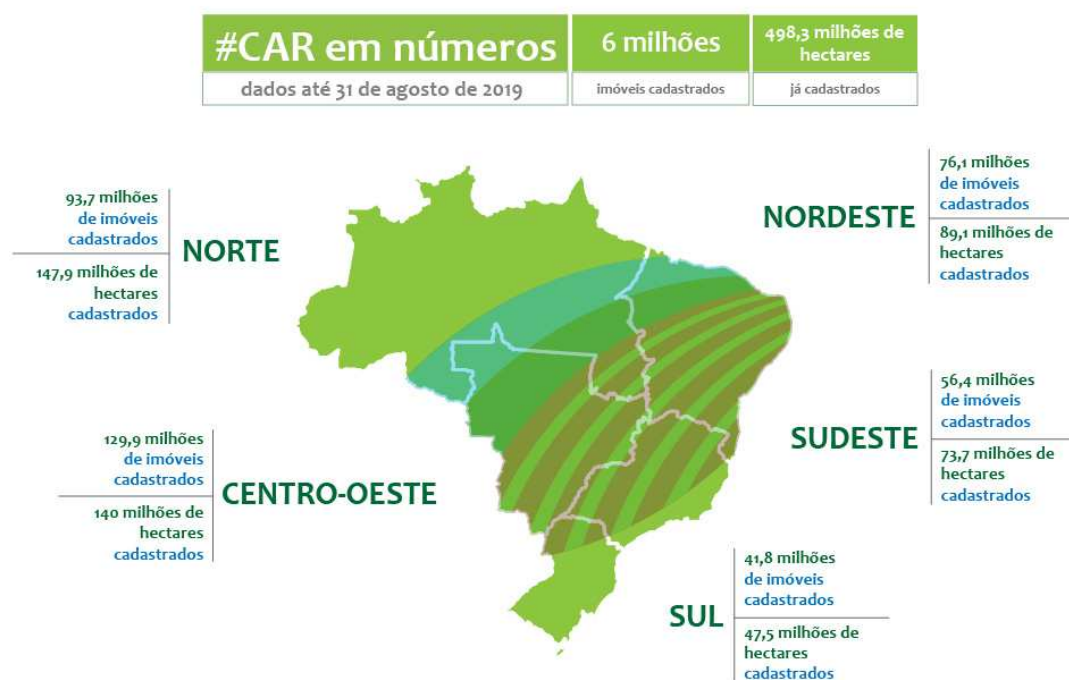 #CAR em números
dados até 31 de agosto de 2019
6 milhões
imóveis cadastrados
498,3 milhões de
hectares
já cadastrados
NORTE
93,7 milhões
de imóveis
cadastrados
147,9 milhões de
hectares
cadastrados
NORDESTE
76,1 milhões
de imóveis
cadastrados
89,1 milhões de
hectares
cadastrados
CENTRO-OESTE
129,9 milhões
de imóveis
cadastrados
140 milhões de
hectares
cadastrados
SUDESTE
56,4 milhões
de imóveis
cadastrados
73,7 milhões de
hectares
cadastrados
SUL
41,8 milhões
de imóveis
cadastrados
47,5 milhões de
hectares
cadastrados